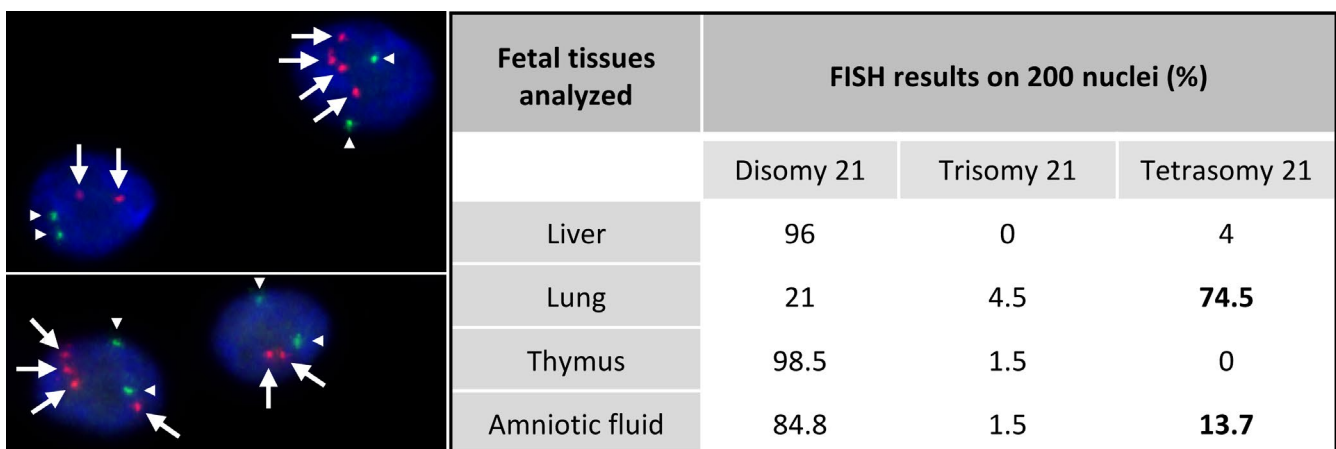 Fetal tissues
analyzed
FISH results on 200 nuclei (%)
Disomy 21 Trisomy 21 Tetrasomy 21
Liver 96 0 4
Lung 21 4.5 74.5
Thymus 98.5 1.5 0
Amniotic fluid 84.8 1.5 13.7